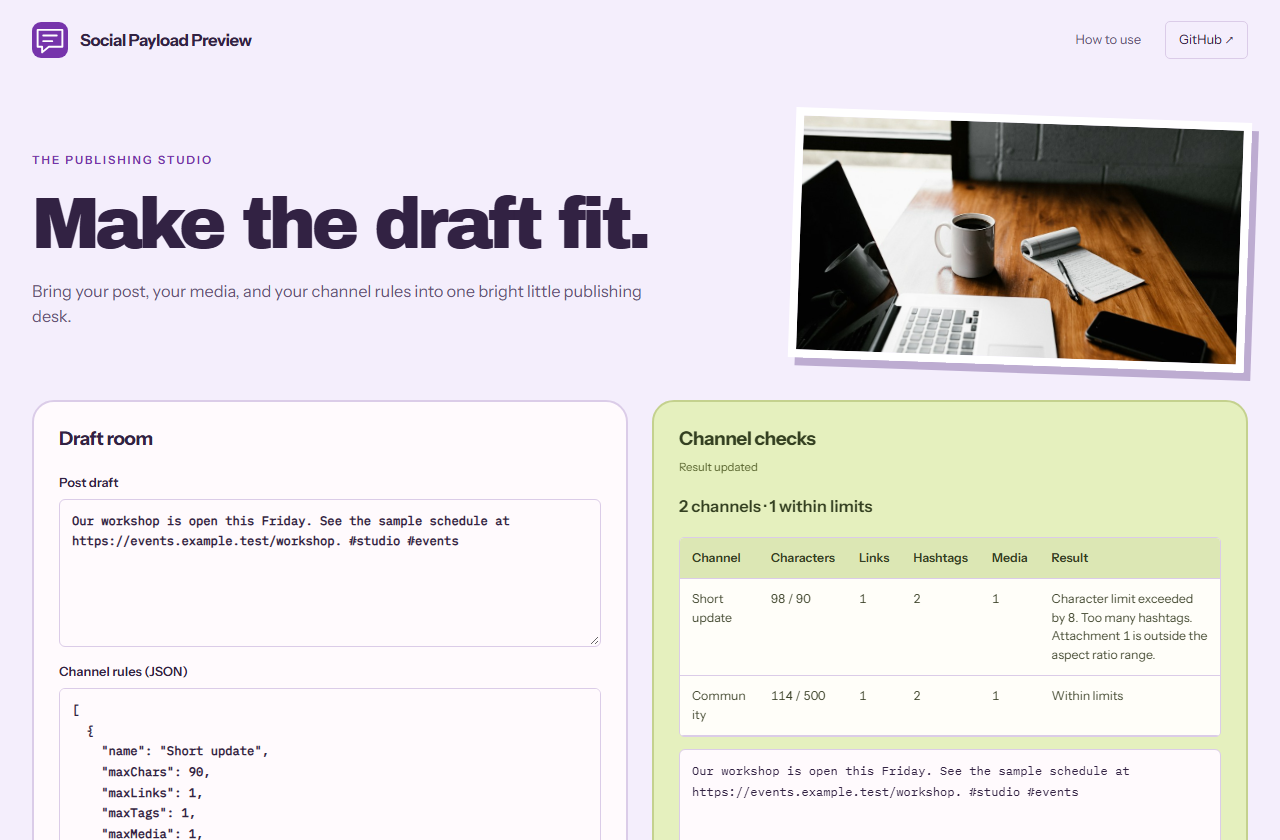 Social Payload Preview
How to use
GitHub ↗
THE PUBLISHING STUDIO
Make the draft fit.
Bring your post, your media, and your channel rules into one bright little publishing
desk.
Draft room
Post draft
Our workshop is open this Friday. See the sample schedule at
https://events.example.test/workshop. #studio #events
Channel rules (JSON)
[
  {
    "name": "Short update",
    "maxChars": 90,
    "maxLinks": 1,
    "maxTags": 1,
    "maxMedia": 1,
Channel checks
Result updated
2 channels · 1 within limits
Channel Characters Links Hashtags Media Result
Short 98 / 90 1 2 1 Character limit exceeded
update by 8. Too many hashtags.
Attachment 1 is outside the
aspect ratio range.
Commun 114 / 500 1 2 1 Within limits
ity
Our workshop is open this Friday. See the sample schedule at
https://events.example.test/workshop. #studio #events